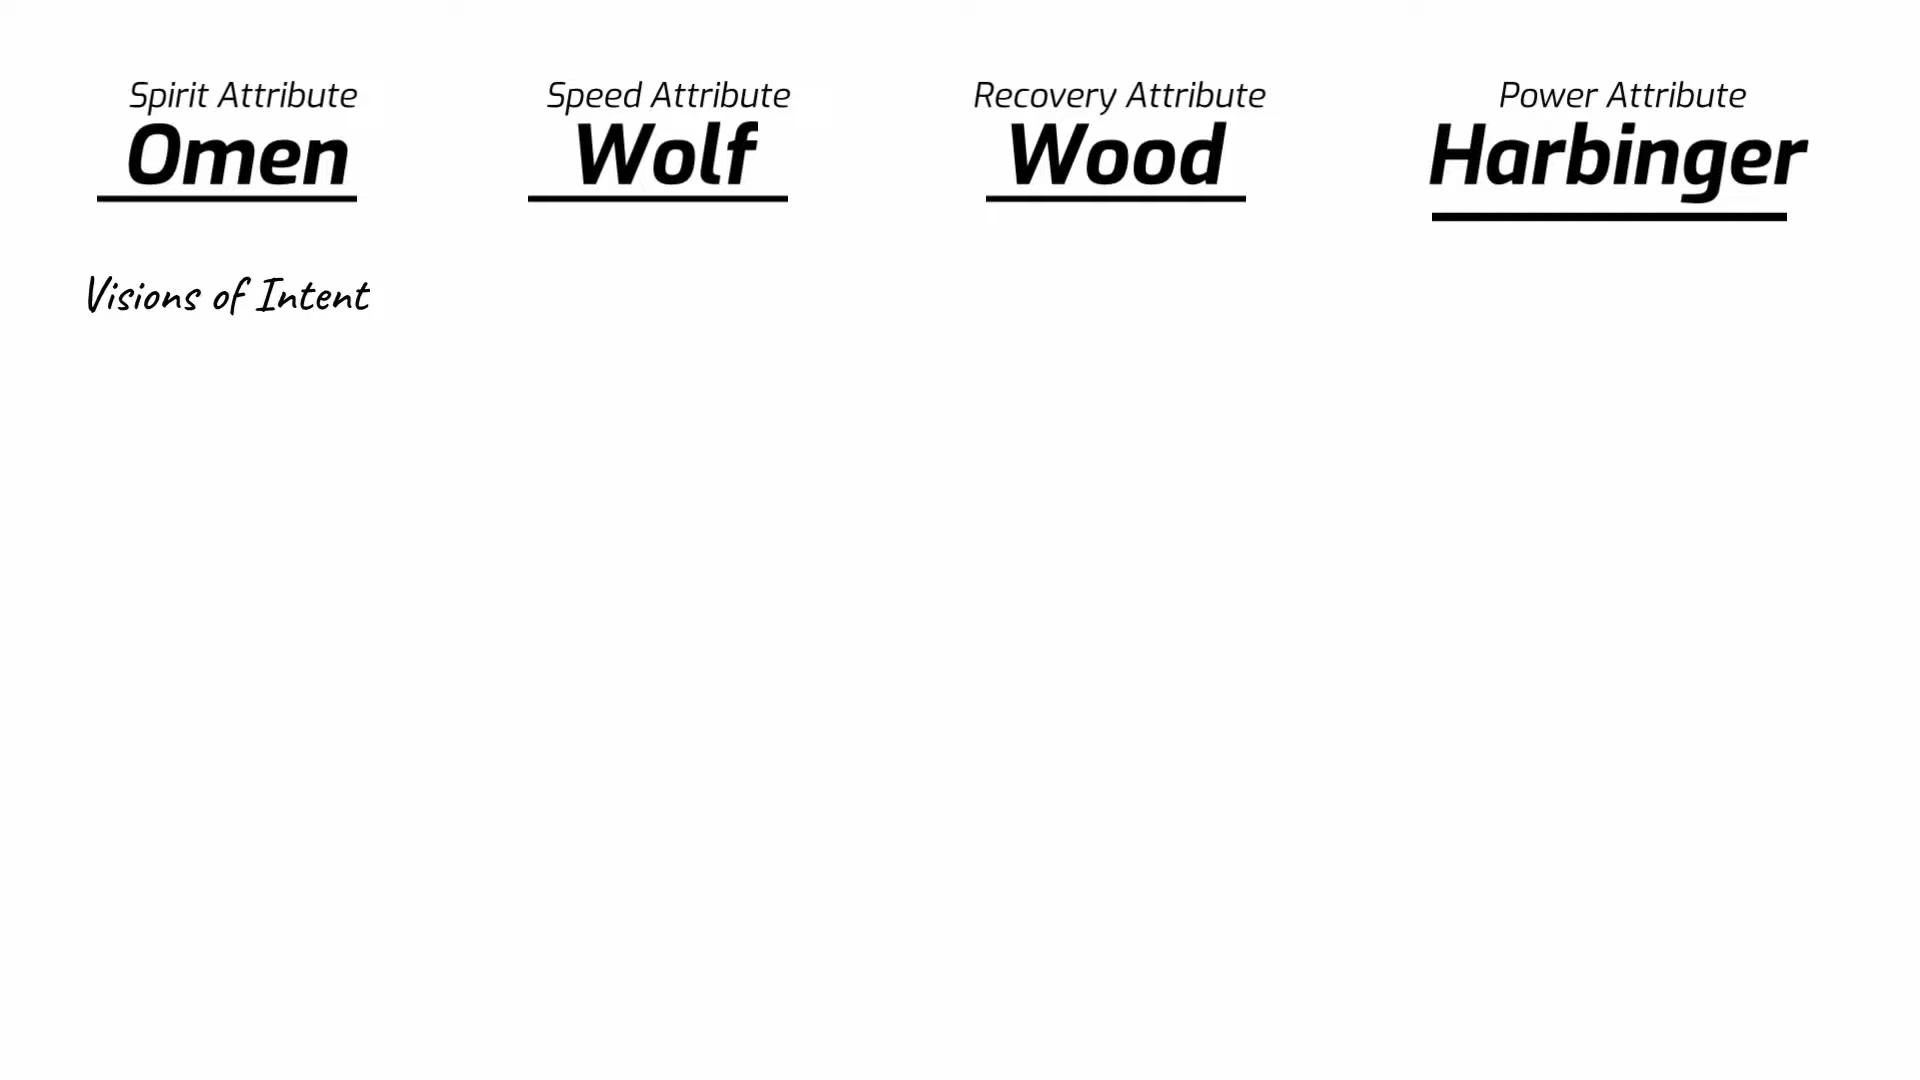 Spirit Attribute
Omen
Visions of Intent
Speed Attribute
Wolf
Recovery Attribute
Wood
Power Attribute
Harbinger